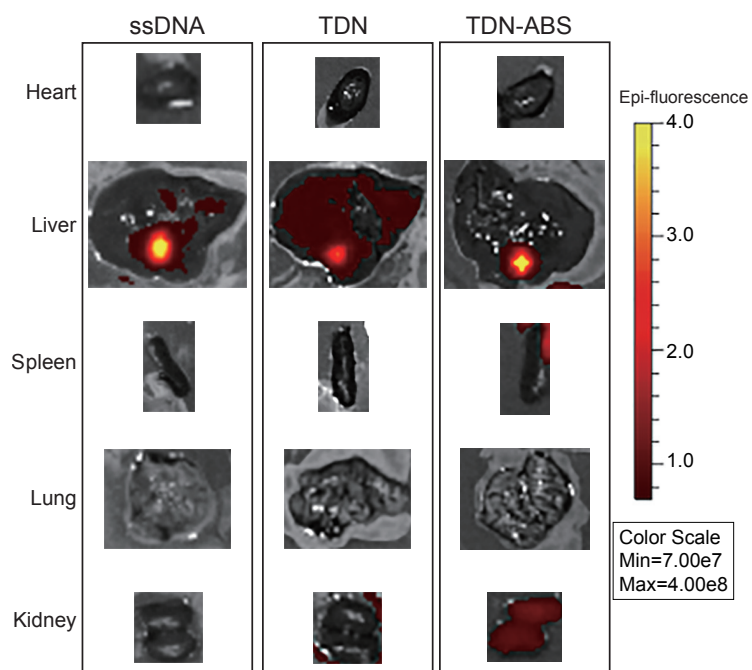 ssDNA TDN TDN-ABS
Heart
Epi-fluorescence
4.0
Liver
3.0
2.0
Spleen
1.0
Lung
Color Scale
Min=7.00e7
Max=4.00e8
Kidney